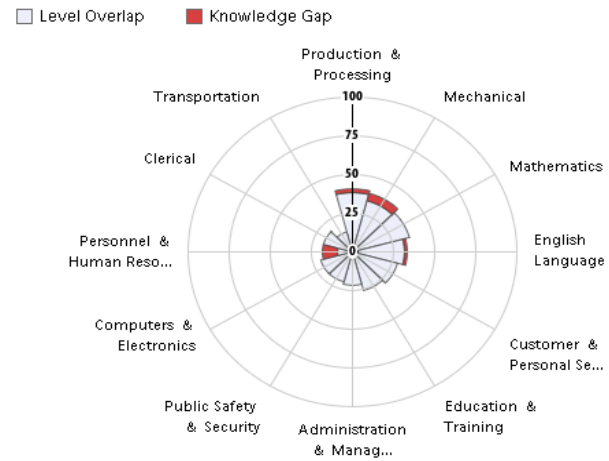 Level Overlap
Knowledge Gap
Production &
Processing
Transportation
Mechanical
100
75
Clerical
Mathematics
50
25
Personnel &
Human Reso...
0
English
Language
Computers &
Electronics
Customer &
Personal Se...
Public Safety
& Security
Education &
Training
Administration
& Manag...